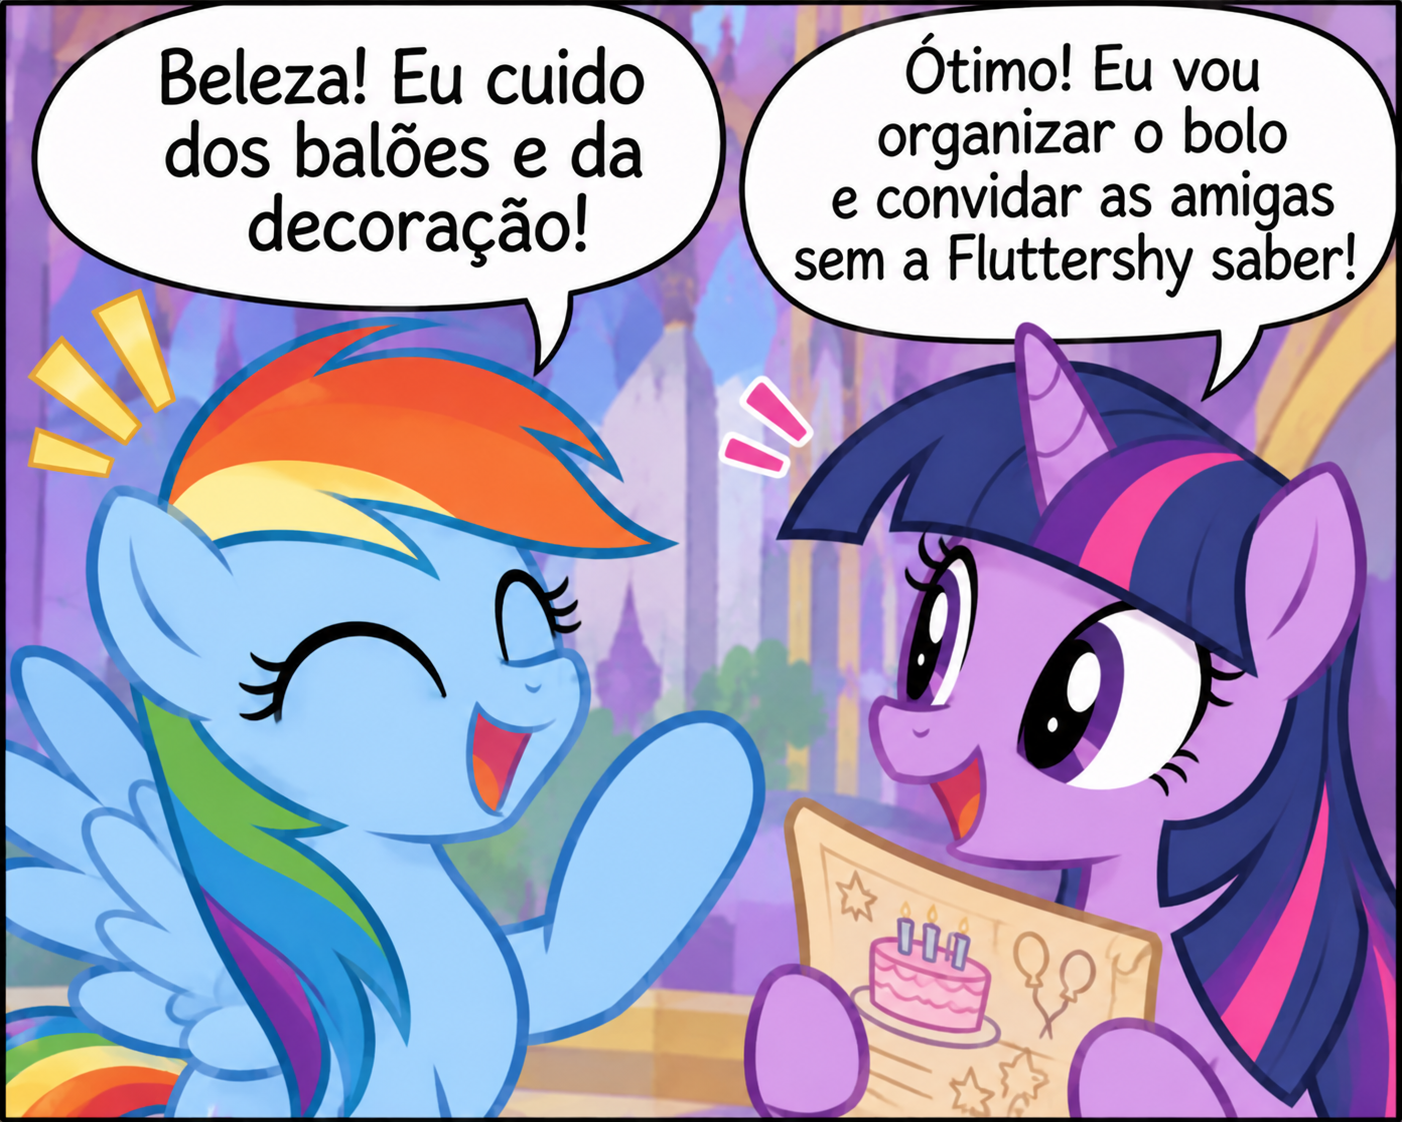 Beleza! Eu cuido
dos balões e da
decoração!
Ótimo! Eu vou
organizar o bolo
e convidar as amigas
sem a Fluttershy saber!